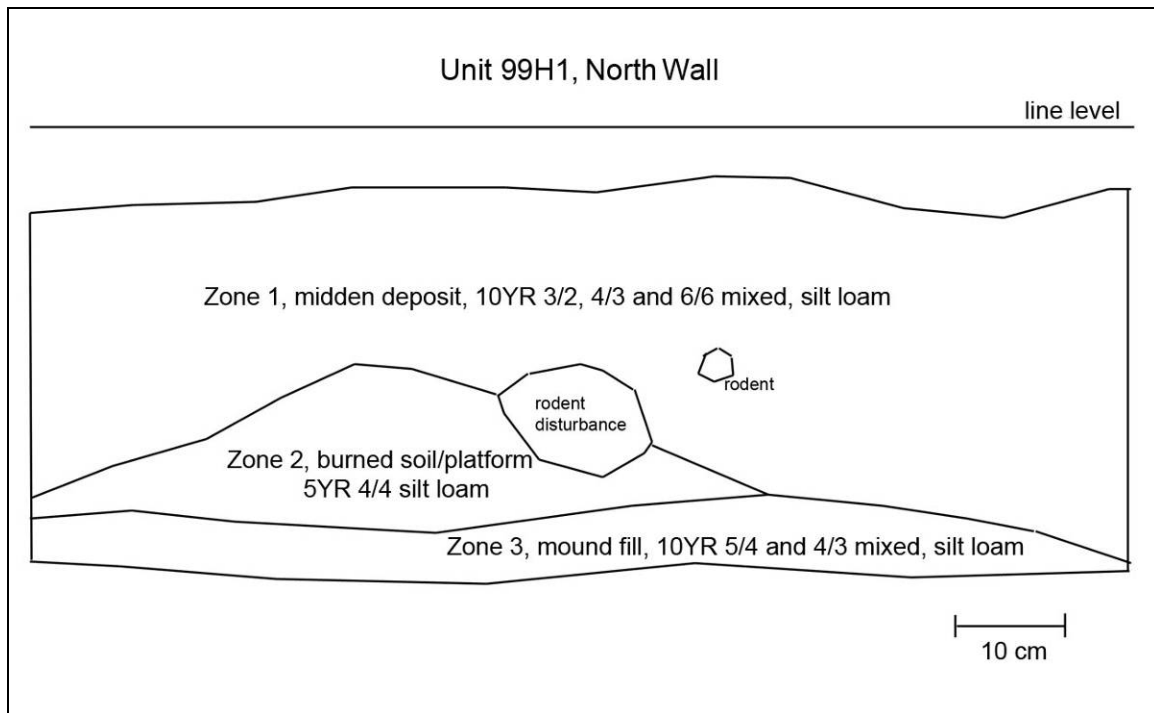 Unit 99H1, North Wall
line level
Zone 1, midden deposit, 10YR 3/2, 4/3 and 6/6 mixed, silt loam
rodent
rodent
disturbance
Zone 2, burned soil/platform
5YR 4/4 silt loam
Zone 3, mound fill, 10YR 5/4 and 4/3 mixed, silt loam
10 cm